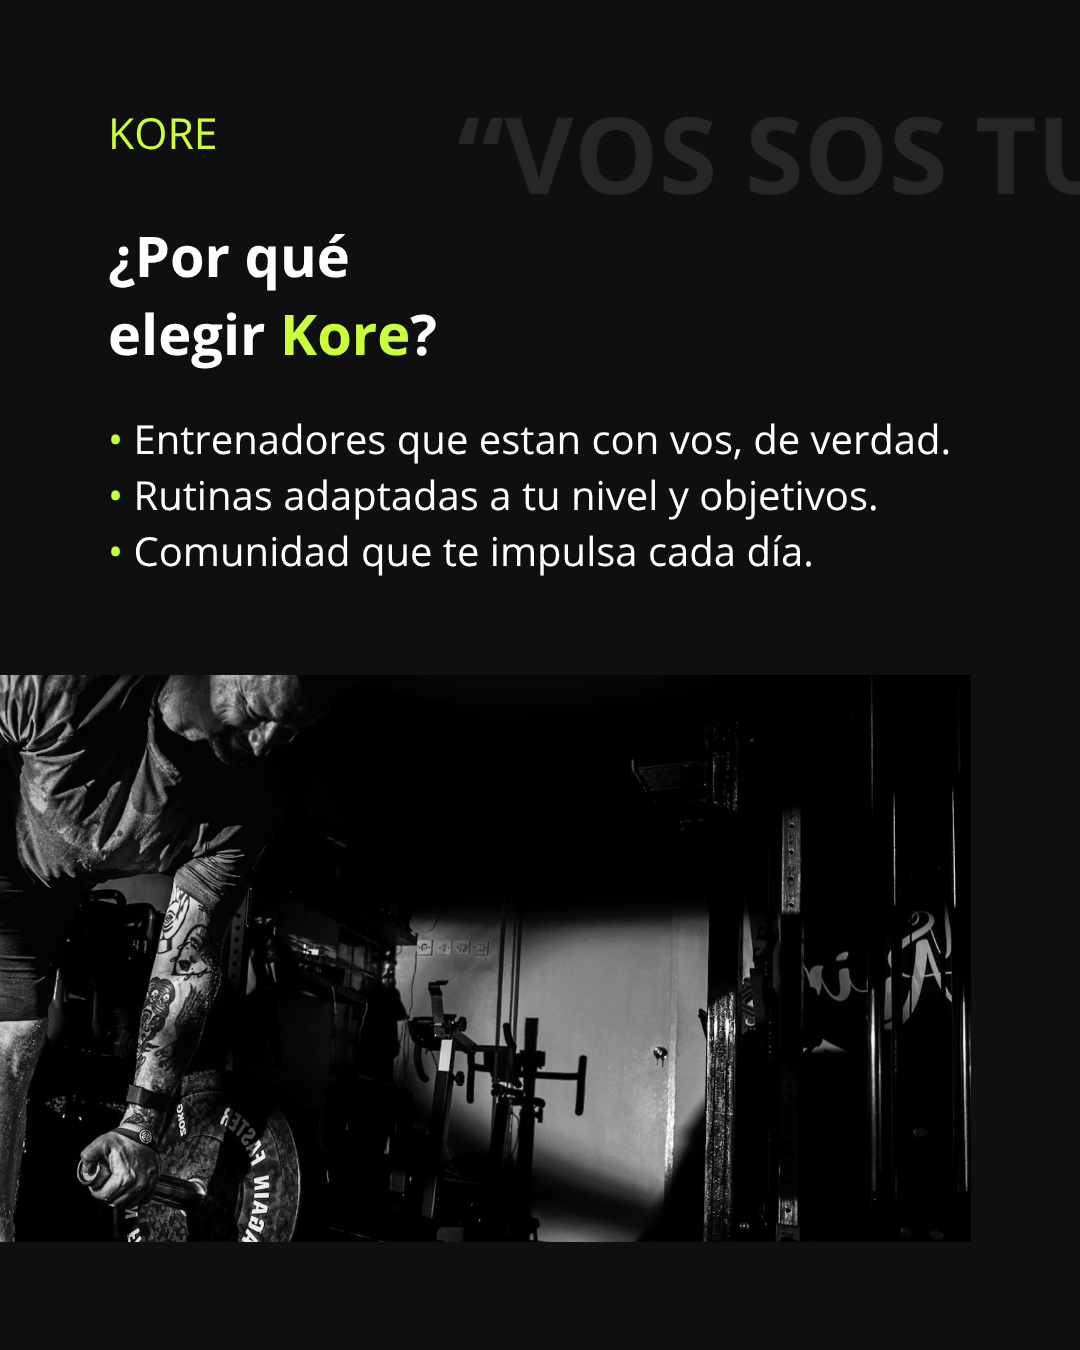 KORE
“VOS SOS TU
¿Por qué
elegir Kore?
• Entrenadores que estan con vos, de verdad.
• Rutinas adaptadas a tu nivel y objetivos.
• Comunidad que te impulsa cada día.
20KG